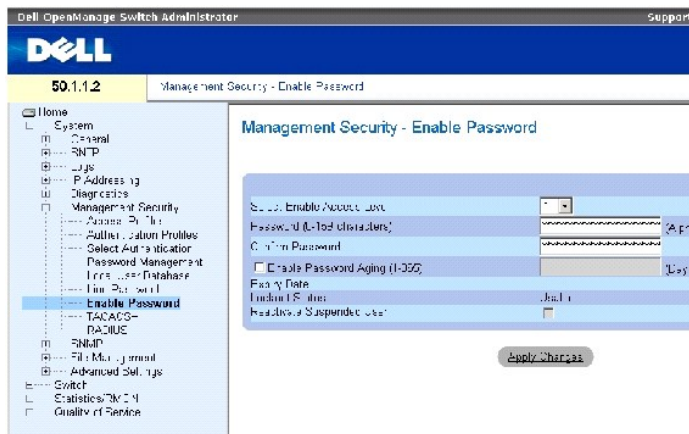 Dell OpenManage Switch Administrator
Support
DELL
50.1.1.2
Management Security - Enable Password
Home
System
General
SNTP
Logs
IP Addressing
Diagnostics
Management Security
Access Profile
Authentication Profiles
Select Authentication
Password Management
Local User Database
Line Password
Enable Password
TACACS+
RADIUS
SNMP
File Management
Advanced Settings
Switch
Statistics/RMON
Quality of Service
Management Security - Enable Password
Select Enable Access Level
Password (0-159 characters)
Confirm Password
Enable Password Aging (1-365)
(Day
Expiry Date
Lockout Status
Usable
Reactivate Suspended User
Apply Changes